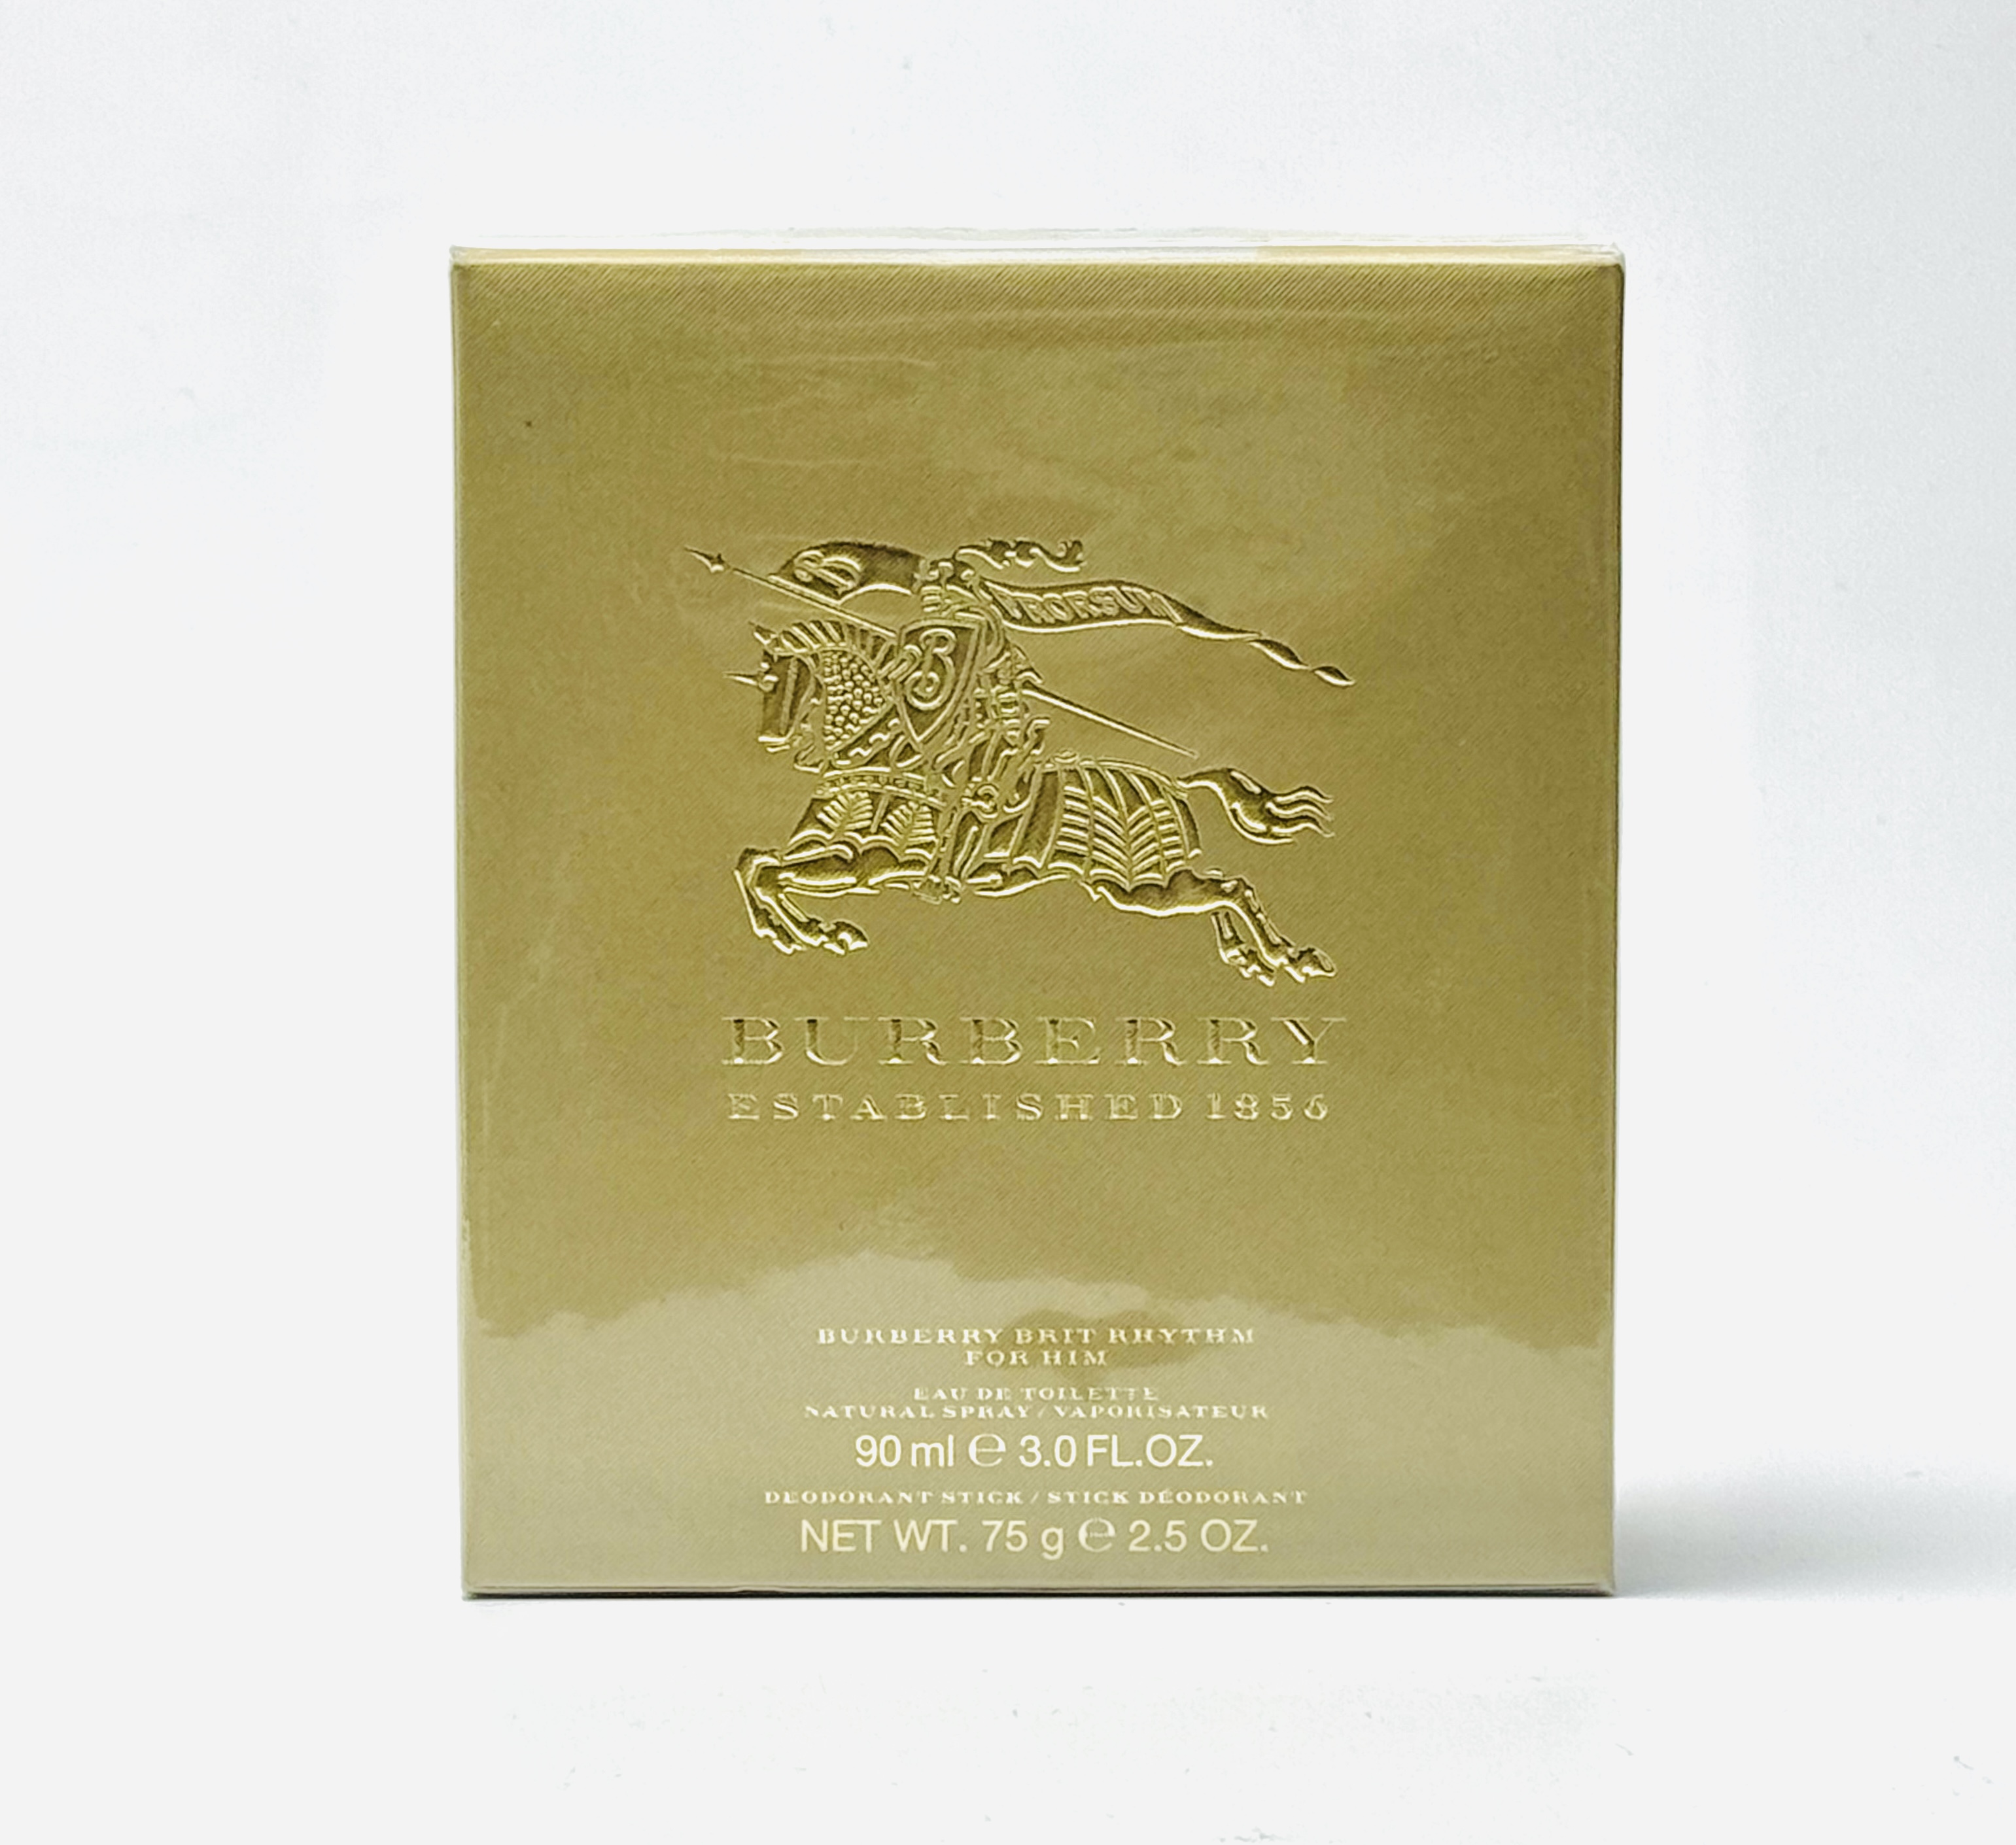 B
PRORSUM
B
BURBERRY
ESTABLISHED 1856
BURBERRY BRIT RHYTHM
FOR HIM
EAU DE TOILETTE
NATURAL SPRAY / VAPORISATEUR
90 ml ℮ 3.0 FL.OZ.
DEODORANT STICK / STICK DÉODORANT
NET WT. 75 g ℮ 2.5 OZ.